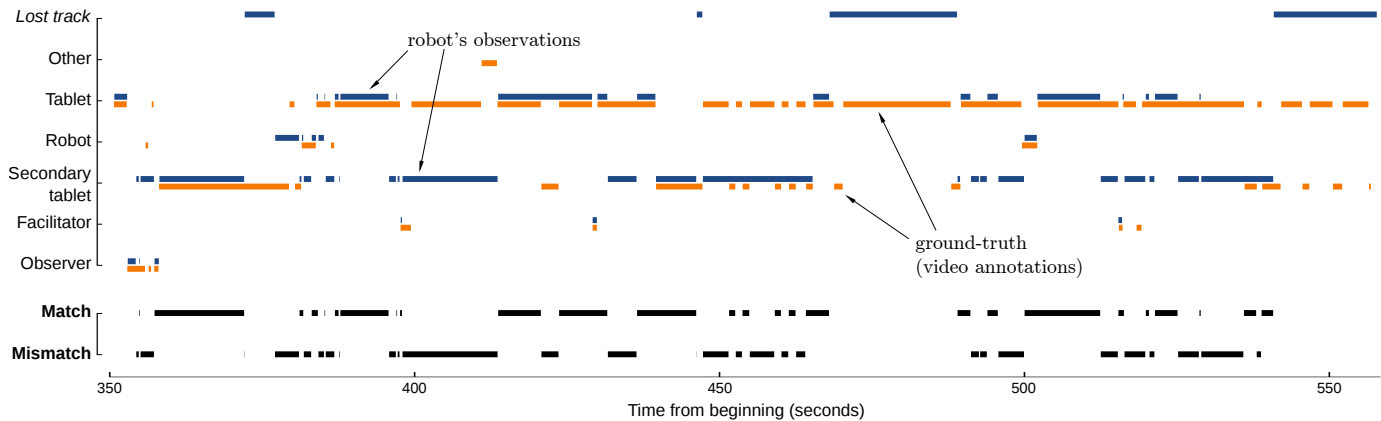 Lost track
robot's observations
Other
Tablet
Robot
Secondary
tablet
Facilitator
ground-truth
(video annotations)
Observer
Match
Mismatch
350 400 450 500 550
Time from beginning (seconds)